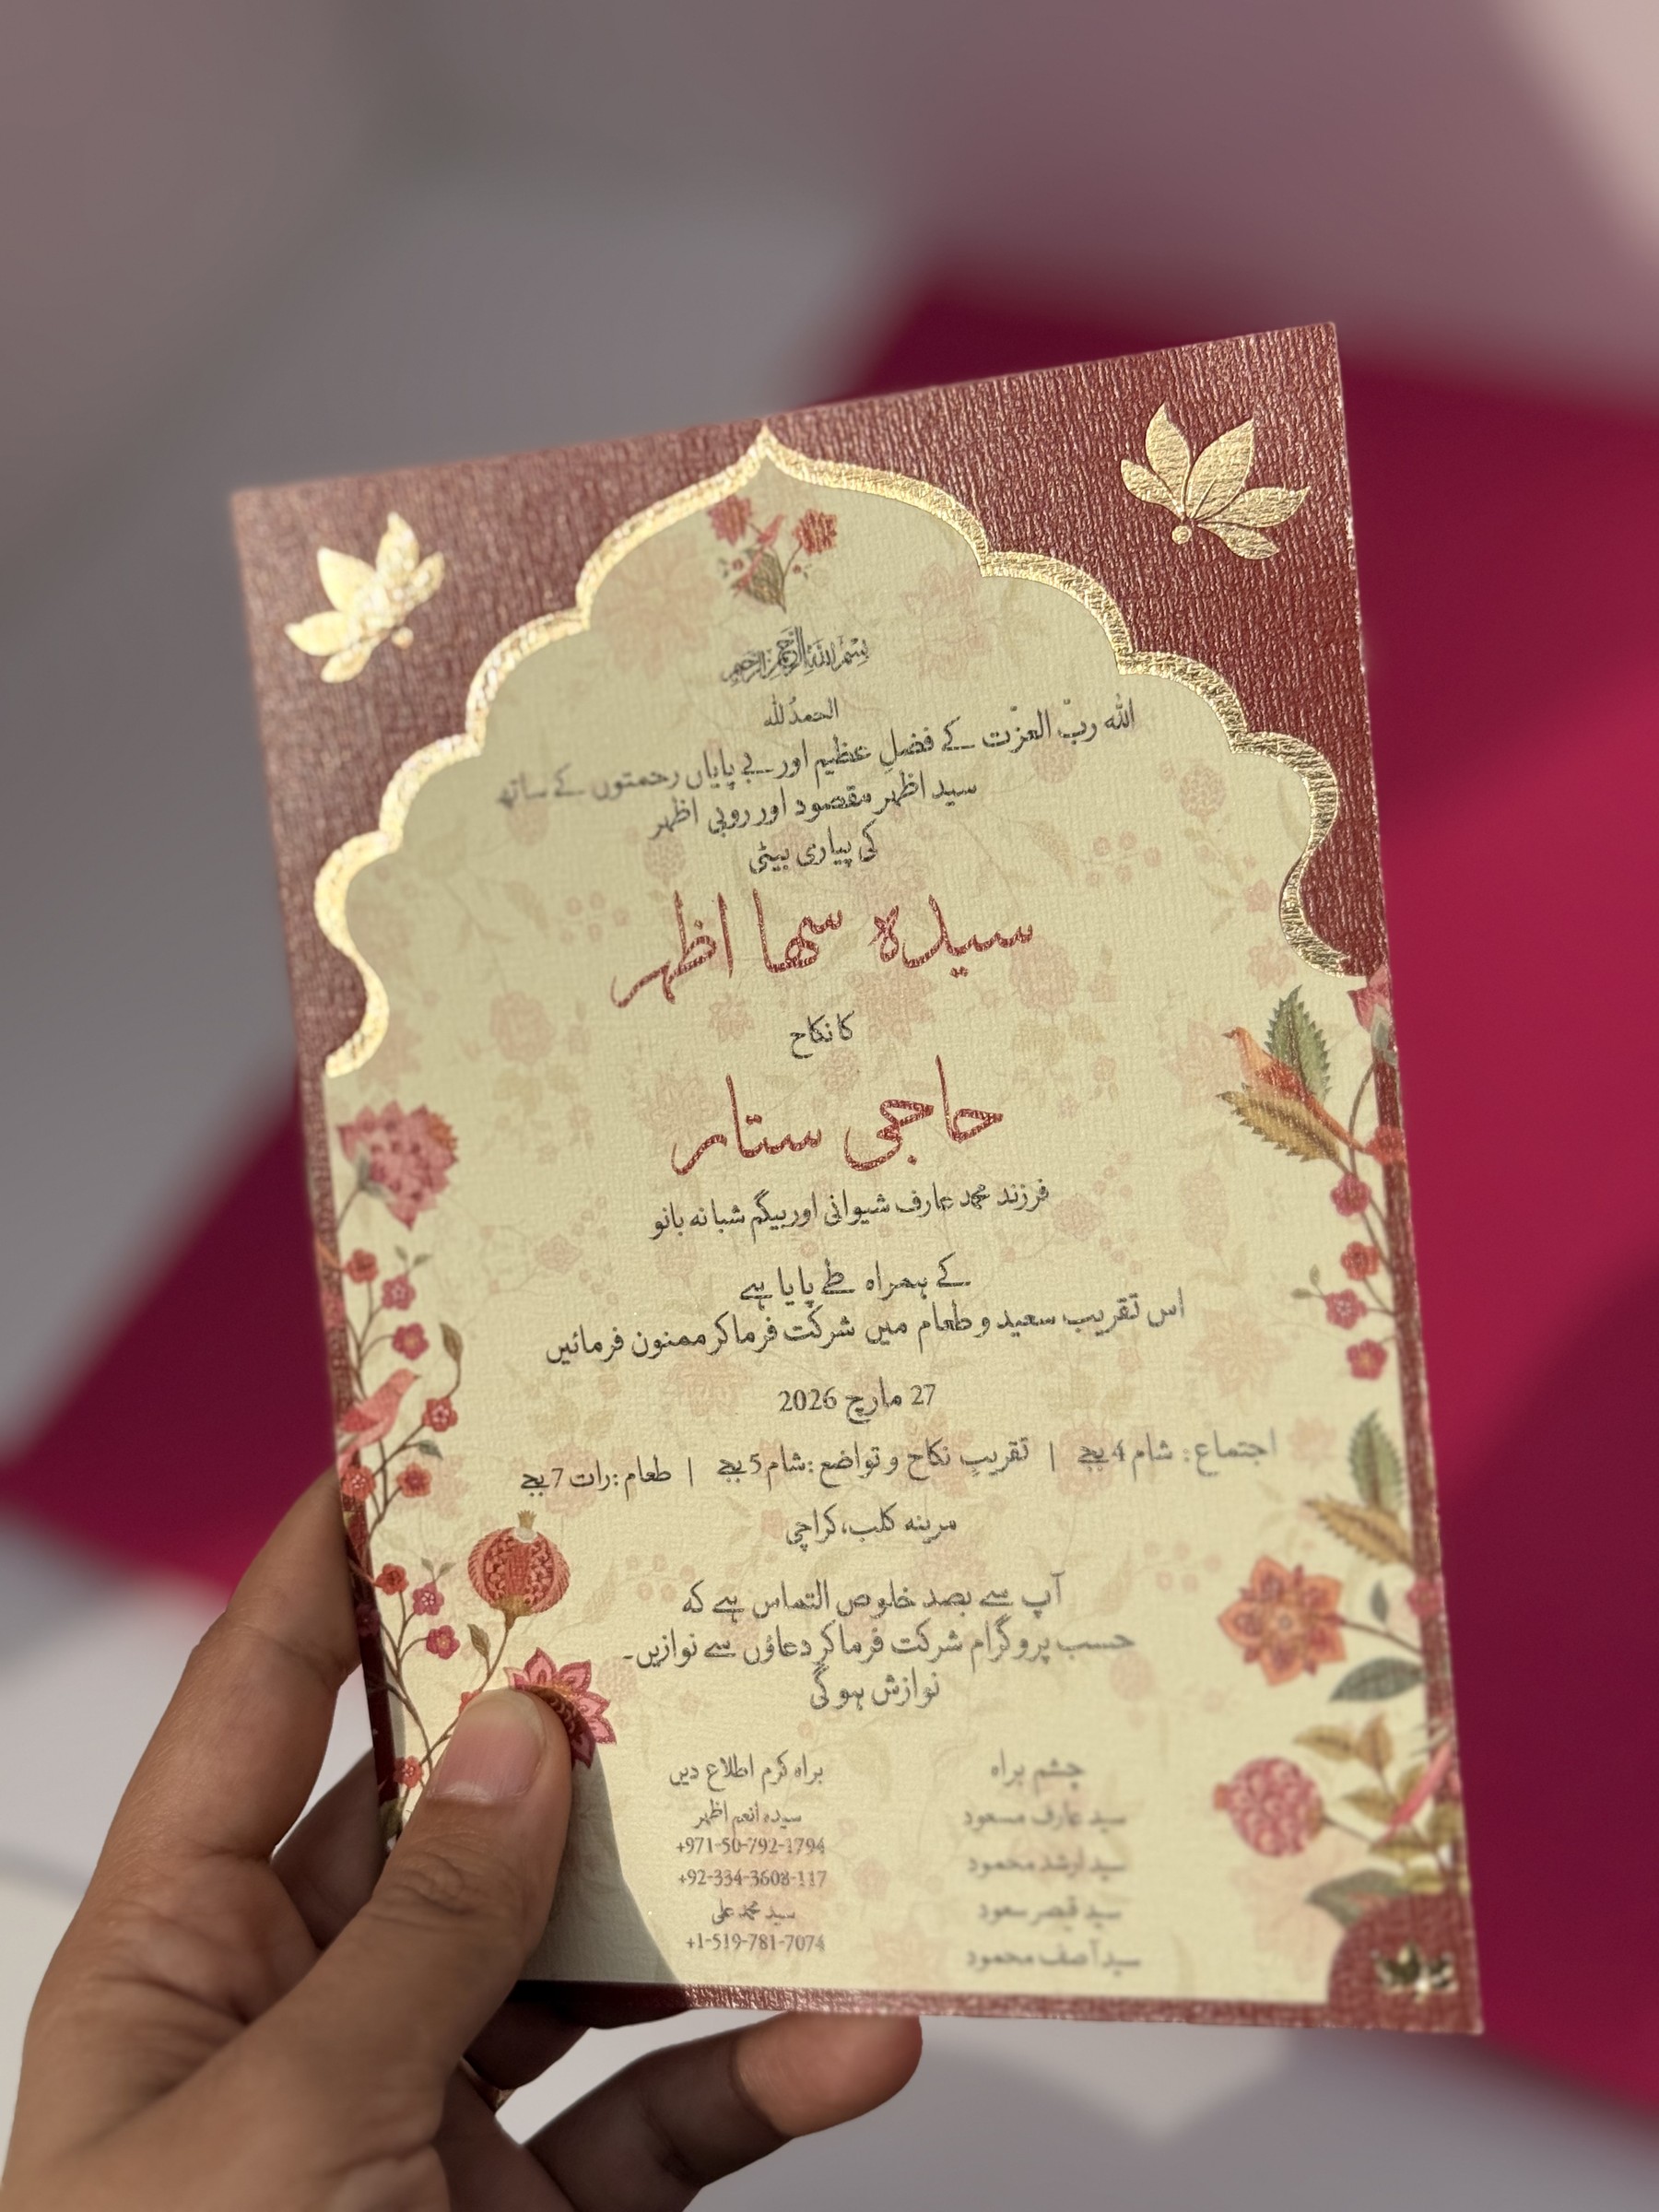 بسم الله الرحمن الرحيم
الحمدُ للہ
اللہ ربّ العزّت کے فضلِ عظیم اور بے پایاں رحمتوں کے ساتھ
سید اظہر مقصود اور روبی اظہر
کی پیاری بیٹی
سیدہ سمھا اظہر
کا نکاح
حاجی ستار
فرزند محمد عارف شیوانی اور بیگم شبانہ بانو
کے ہمراہ طے پایا ہے
اس تقریب سعید و طعام میں شرکت فرما کر ممنون فرمائیں
27 مارچ 2026
اجتماع: شام 4 بجے | تقریبِ نکاح و تواضع: شام 5 بجے | طعام: رات 7 بجے
مرینہ کلب، کراچی
آپ سے بصد خلوص التماس ہے کہ
حسب پروگرام شرکت فرما کر دعاؤں سے نوازیں۔
نوازش ہوگی
چشم براہ
سید عارف مسعود
سید ارشد محمود
سید قیصر سعود
سید آصف محمود
براہ کرم اطلاع دیں
سیدہ انعم اظہر
+971-50-792-1794
+92-334-3608-117
سید محمد علی
+1-519-781-7074